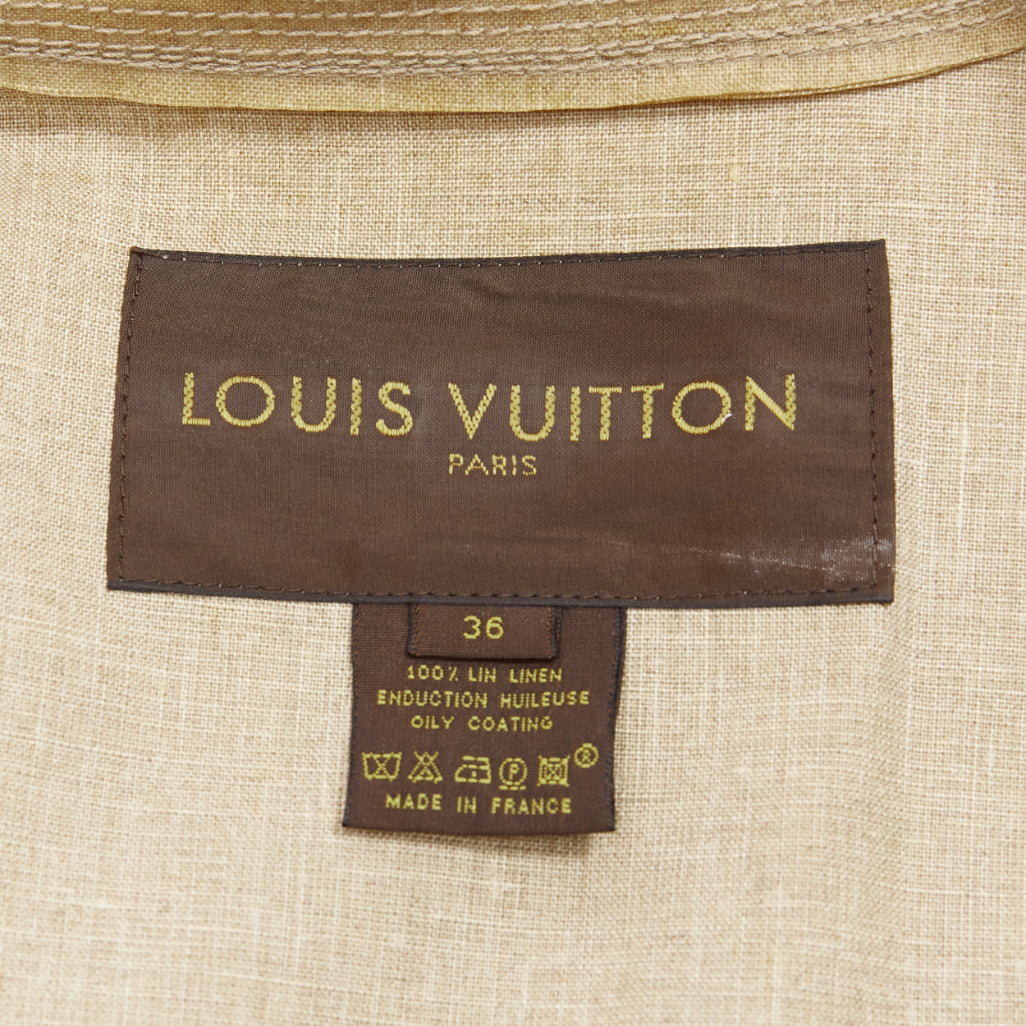 LOUIS VUITTON
PARIS
36
100% LIN LINEN
ENDUCTION HUILEUSE
OILY COATING
P ®
MADE IN FRANCE